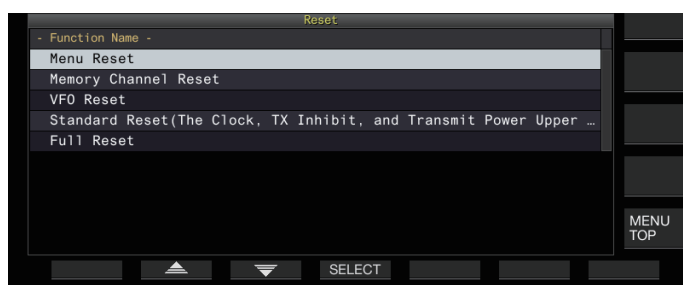 Reset
- Function Name -
Menu Reset
Memory Channel Reset
VFO Reset
Standard Reset(The Clock, TX Inhibit, and Transmit Power Upper …
Full Reset
MENU
TOP
SELECT